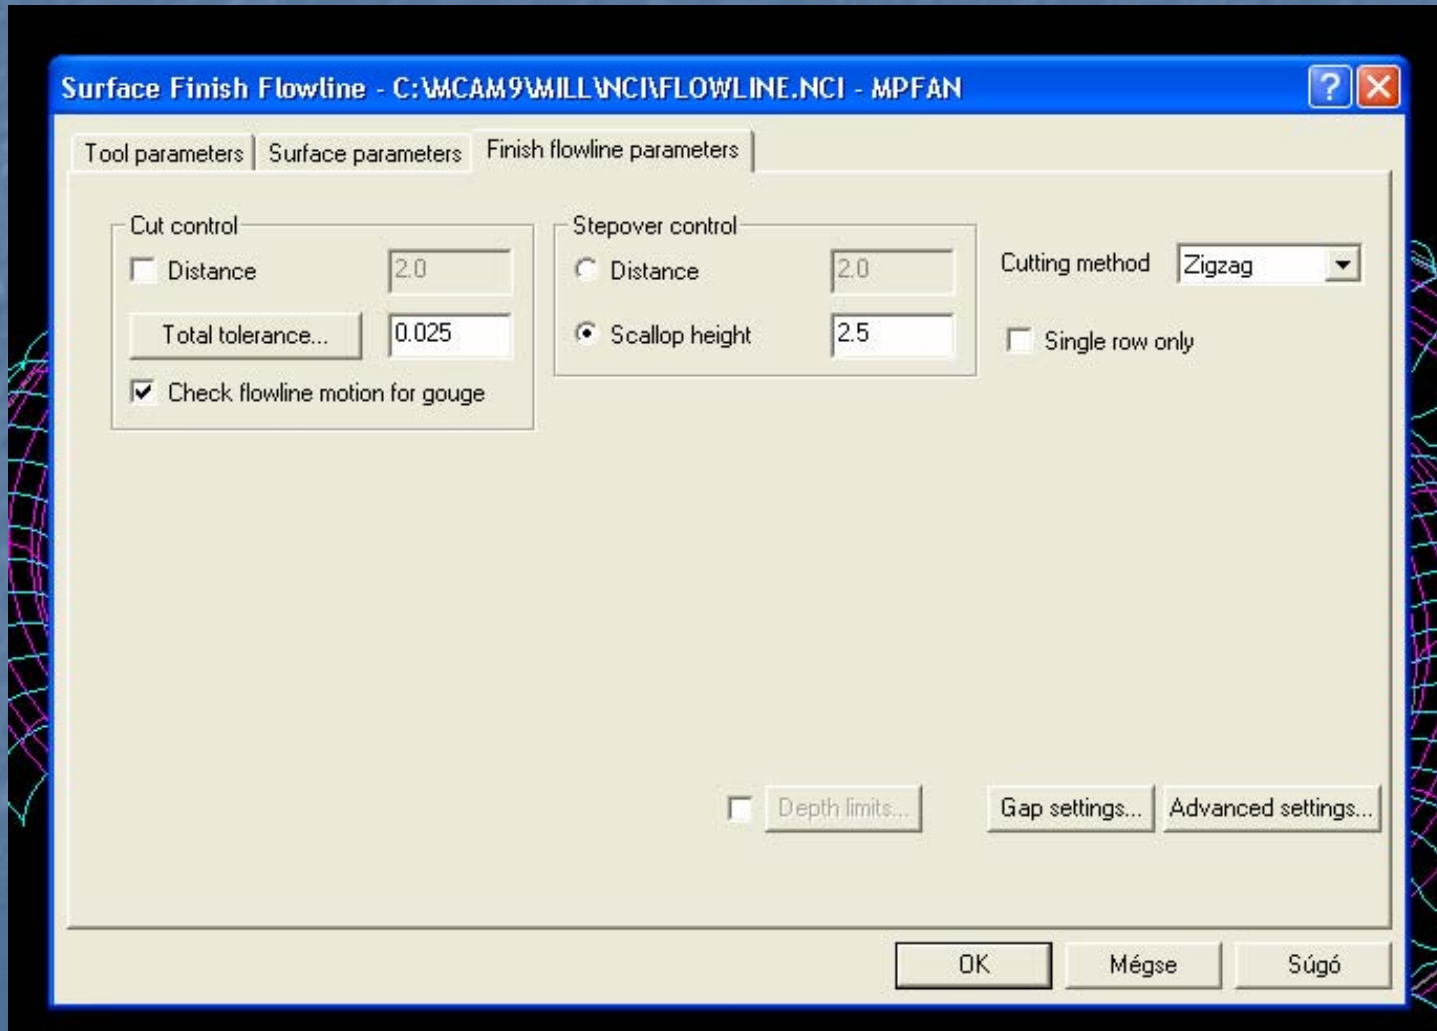 Surface Finish Flowline - C:\MCAM9\MILL\NCI\FLOWLINE.NCI - MPFAN
Tool parameters
Surface parameters
Finish flowline parameters
Cut control
Distance
2.0
Total tolerance...
0.025
Check flowline motion for gouge
Stepover control
Distance
2.0
Scallop height
2.5
Cutting method
Zigzag
Single row only
Depth limits...
Gap settings...
Advanced settings...
OK
Mégse
Súgó